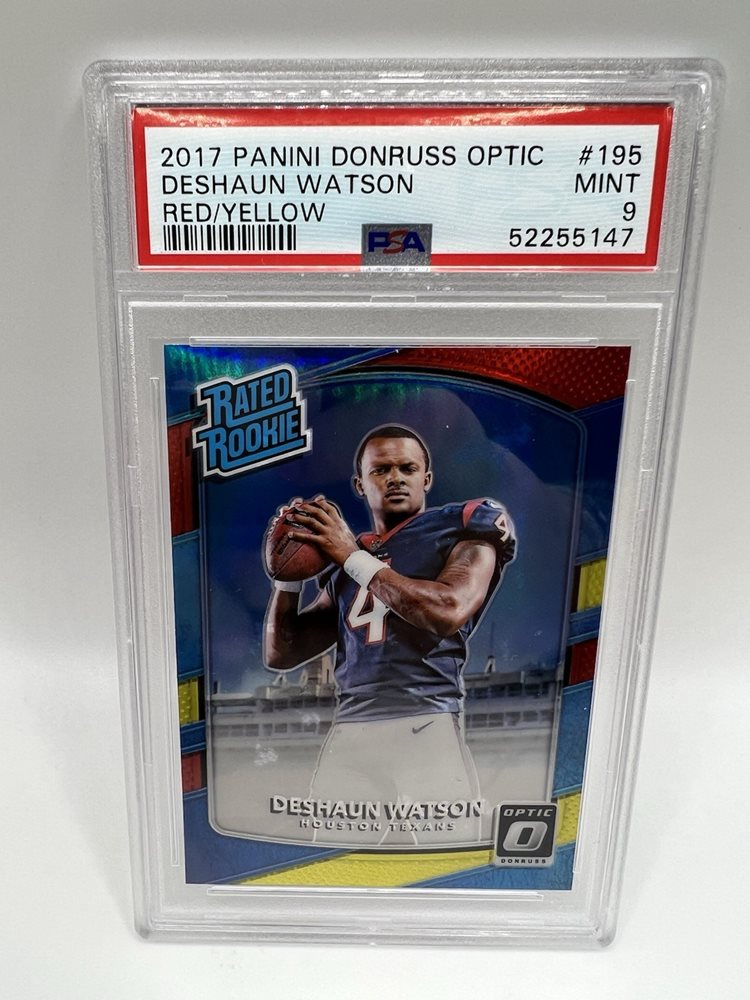 2017 PANINI DONRUSS OPTIC #195
DESHAUN WATSON MINT
RED/YELLOW 9
PSA 52255147
RATED
ROOKIE
4
4
DESHAUN WATSON
HOUSTON TEXANS
OPTIC
O
DONRUSS